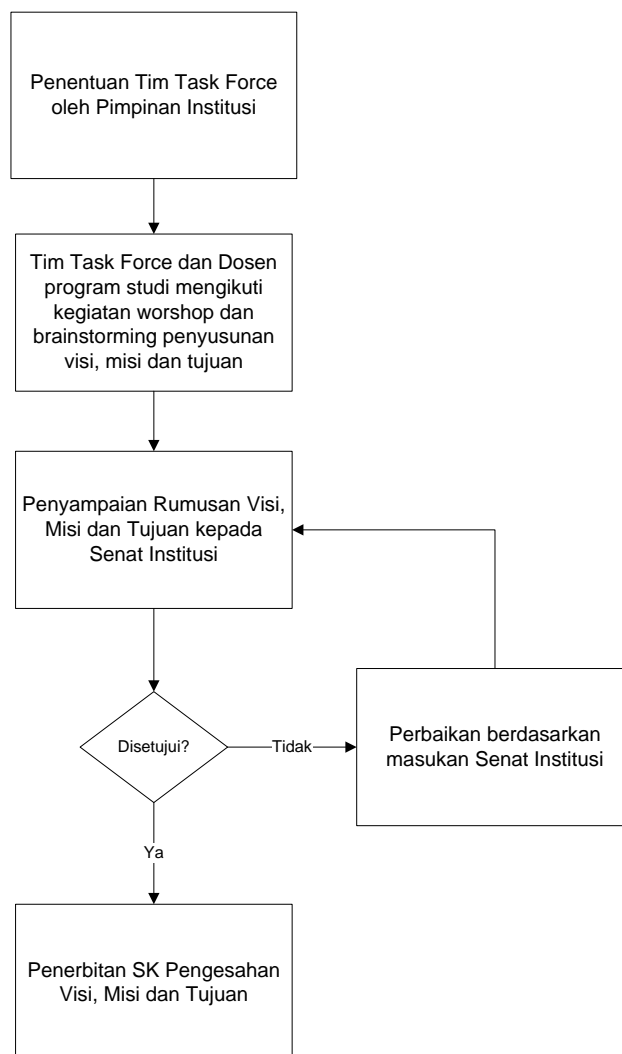 Penentuan Tim Task Force
oleh Pimpinan Institusi
Tim Task Force dan Dosen
program studi mengikuti
kegiatan worshop dan
brainstorming penyusunan
visi, misi dan tujuan
Penyampaian Rumusan Visi,
Misi dan Tujuan kepada
Senat Institusi
Disetujui?
Tidak
Perbaikan berdasarkan
masukan Senat Institusi
Ya
Penerbitan SK Pengesahan
Visi, Misi dan Tujuan